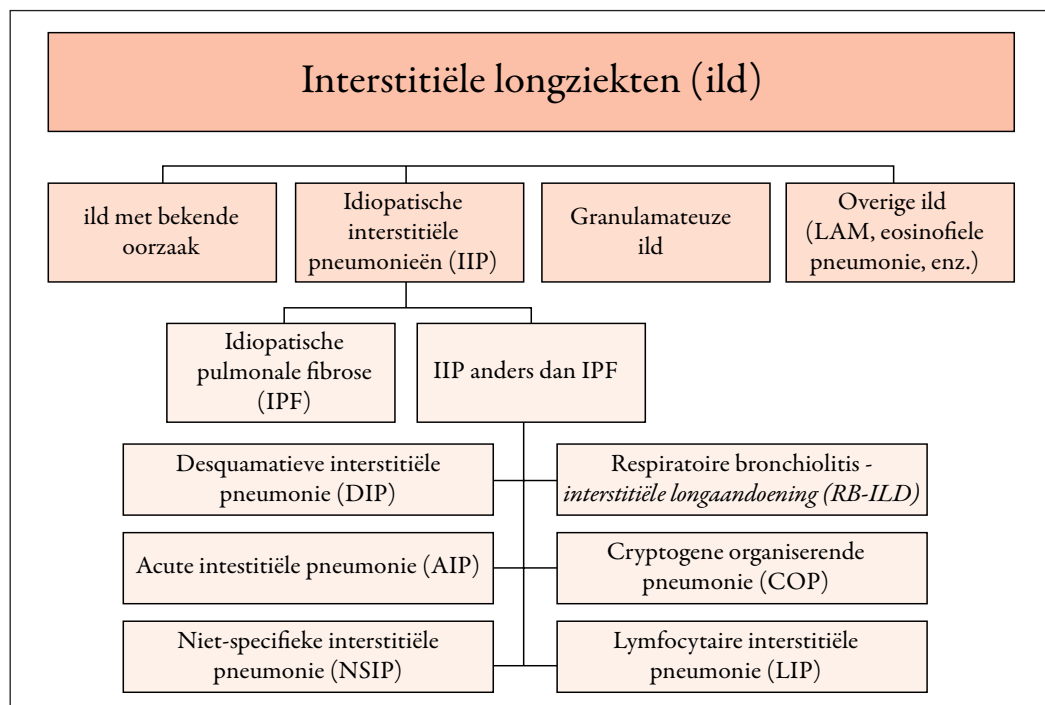 Interstitiële longziekten (ild)
ild met bekende
oorzaak
Idiopatische
interstitiële
pneumonieën (IIP)
Granulamateuze
ild
Overige ild
(LAM, eosinofiele
pneumonie, enz.)
Idiopatische
pulmonale fibrose
(IPF)
IIP anders dan IPF
Desquamatieve interstitiële
pneumonie (DIP)
Respiratoire bronchiolitis -
interstitiële longaandoening (RB-ILD)
Acute intestitiële pneumonie (AIP)
Cryptogene organiserende
pneumonie (COP)
Niet-specifieke interstitiële
pneumonie (NSIP)
Lymfocytaire interstitiële
pneumonie (LIP)